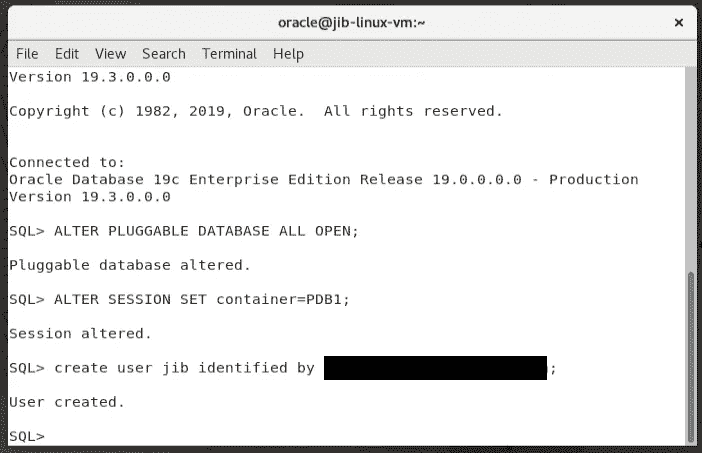 oracle@jib-linux-vm:~
×
File Edit View Search Terminal Help
Version 19.3.0.0.0
Copyright (c) 1982, 2019, Oracle.  All rights reserved.
Connected to:
Oracle Database 19c Enterprise Edition Release 19.0.0.0.0 - Production
Version 19.3.0.0.0
SQL> ALTER PLUGGABLE DATABASE ALL OPEN;
Pluggable database altered.
SQL> ALTER SESSION SET container=PDB1;
Session altered.
SQL> create user jib identified by ;
User created.
SQL>